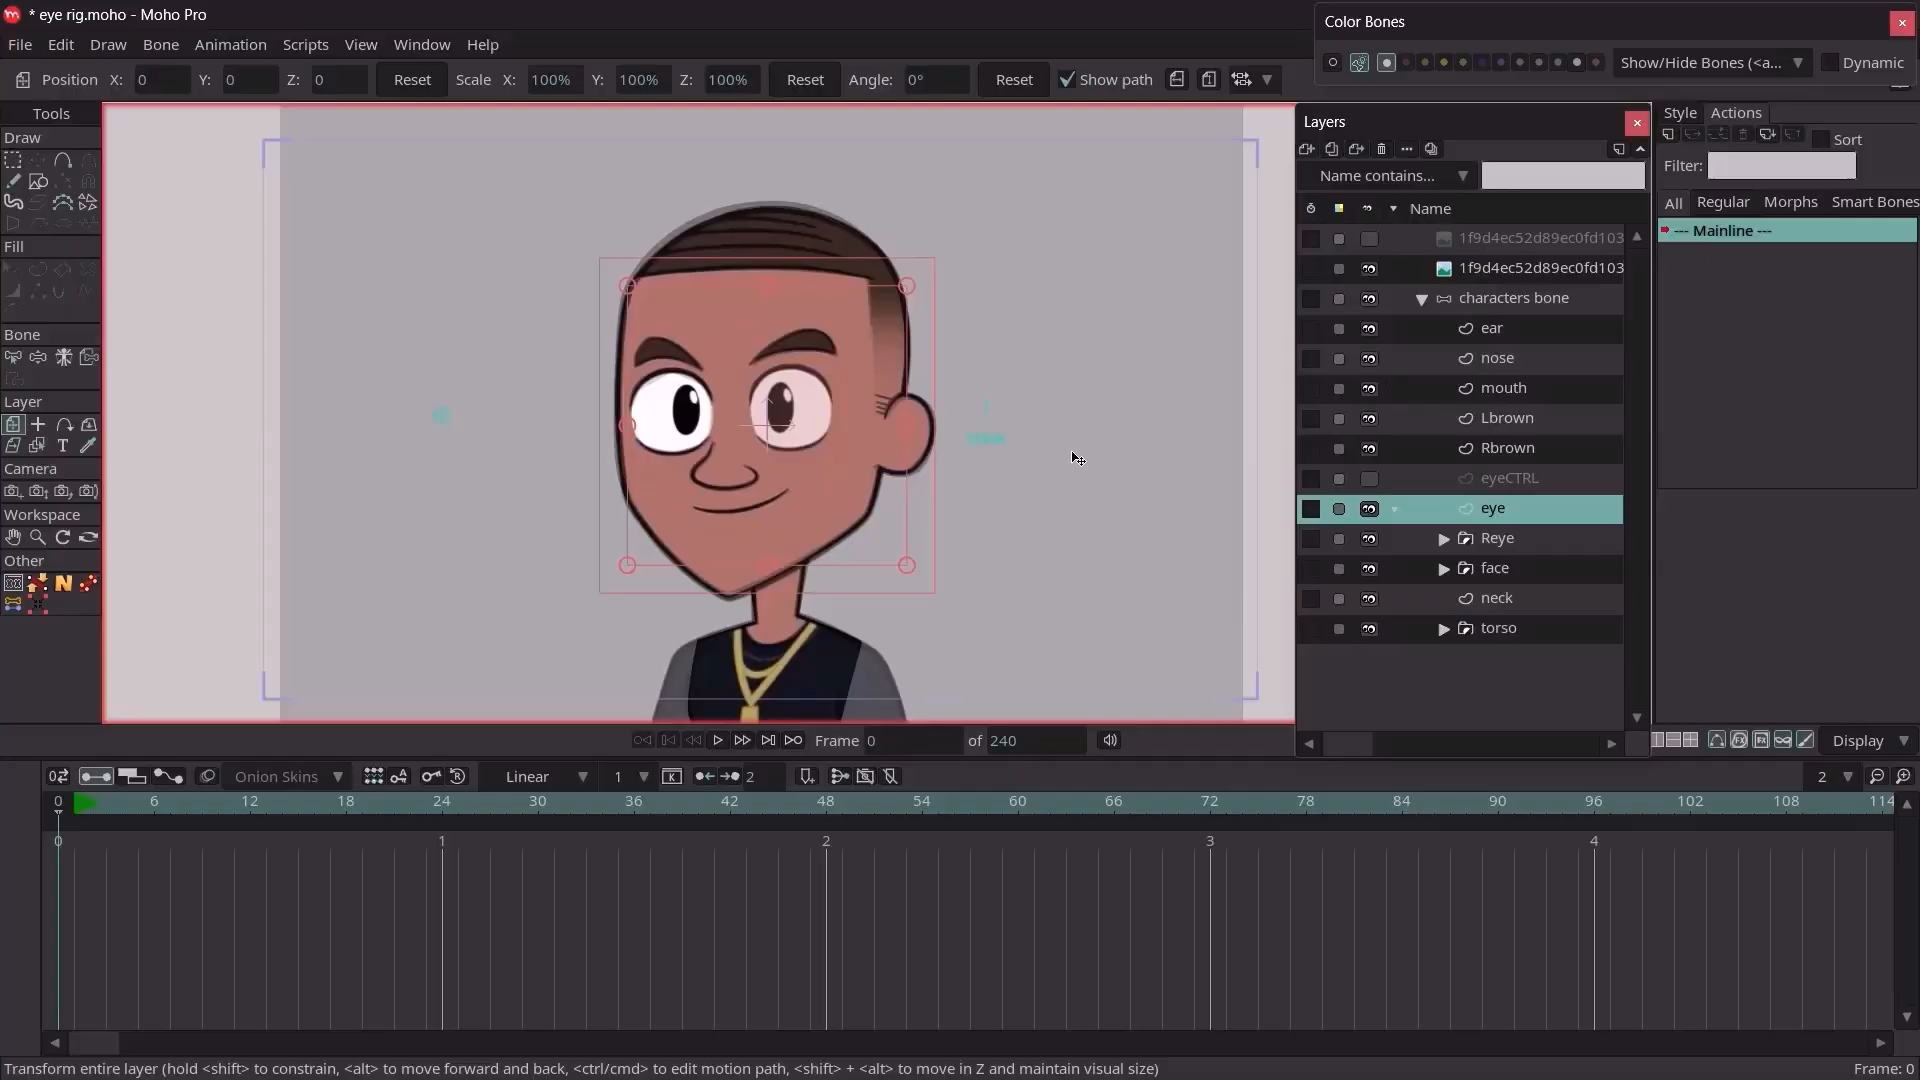 * eye rig.moho - Moho Pro
File Edit Draw Bone Animation Scripts View Window Help
Color Bones
Show/Hide Bones (<a... Dynamic
Position X: 0 Y: 0 Z: 0 Reset Scale X: 100% Y: 100% Z: 100% Reset Angle: 0° Reset Show path
Tools
Draw
Fill
Bone
Layer
Camera
Workspace
Other
Layers
Name contains...
Name
1f9d4ec52d89ec0fd103
1f9d4ec52d89ec0fd103
characters bone
ear
nose
mouth
Lbrown
Rbrown
eyeCTRL
eye
Reye
face
neck
torso
Style Actions
Sort
Filter:
All Regular Morphs Smart Bones
--- Mainline ---
Frame 0 of 240
Display
Onion Skins Linear 1 2 2
0 6 12 18 24 30 36 42 48 54 60 66 72 78 84 90 96 102 108 114
0 1 2 3 4
Transform entire layer (hold <shift> to constrain, <alt> to move forward and back, <ctrl/cmd> to edit motion path, <shift> + <alt> to move in Z and maintain visual size)
Frame: 0